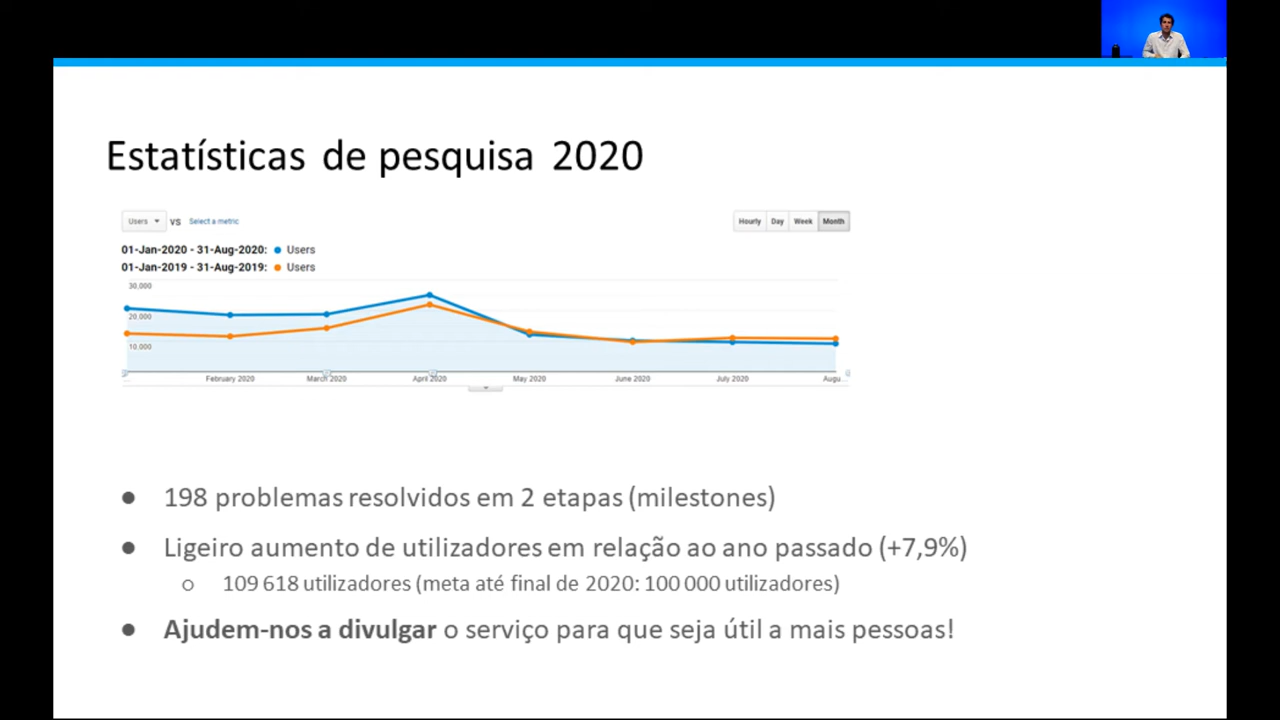 Estatísticas de pesquisa 2020
Users VS Select a metric Hourly Day Week Month
01-Jan-2020 - 31-Aug-2020: Users
01-Jan-2019 - 31-Aug-2019: Users
30,000
20,000
10,000
... February 2020 March 2020 April 2020 May 2020 June 2020 July 2020 Augu...
● 198 problemas resolvidos em 2 etapas (milestones)
● Ligeiro aumento de utilizadores em relação ao ano passado (+7,9%)
○ 109 618 utilizadores (meta até final de 2020: 100 000 utilizadores)
● Ajudem-nos a divulgar o serviço para que seja útil a mais pessoas!